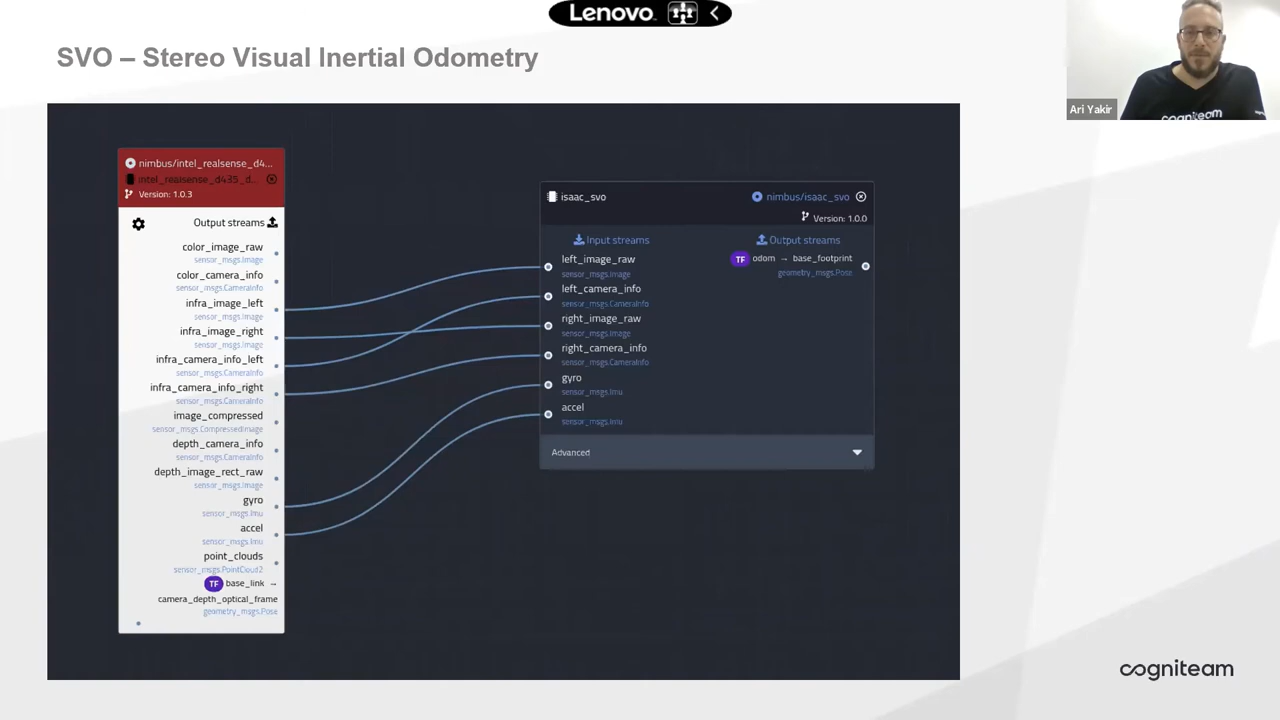 Lenovo
SVO – Stereo Visual Inertial Odometry
Ari Yakir
cogniteam
nimbus/intel_realsense_d4...
intel_realsense_d435_d...
Version: 1.0.3
Output streams
color_image_raw
sensor_msgs.Image
color_camera_info
sensor_msgs.CameraInfo
infra_image_left
sensor_msgs.Image
infra_image_right
sensor_msgs.Image
infra_camera_info_left
sensor_msgs.CameraInfo
infra_camera_info_right
sensor_msgs.CameraInfo
image_compressed
sensor_msgs.CompressedImage
depth_camera_info
sensor_msgs.CameraInfo
depth_image_rect_raw
sensor_msgs.Image
gyro
sensor_msgs.Imu
accel
sensor_msgs.Imu
point_clouds
sensor_msgs.PointCloud2
TF base_link →
camera_depth_optical_frame
geometry_msgs.Pose
isaac_svo
nimbus/isaac_svo
Version: 1.0.0
Input streams
left_image_raw
sensor_msgs.Image
left_camera_info
sensor_msgs.CameraInfo
right_image_raw
sensor_msgs.Image
right_camera_info
sensor_msgs.CameraInfo
gyro
sensor_msgs.Imu
accel
sensor_msgs.Imu
Output streams
TF odom → base_footprint
geometry_msgs.Pose
Advanced
cogniteam